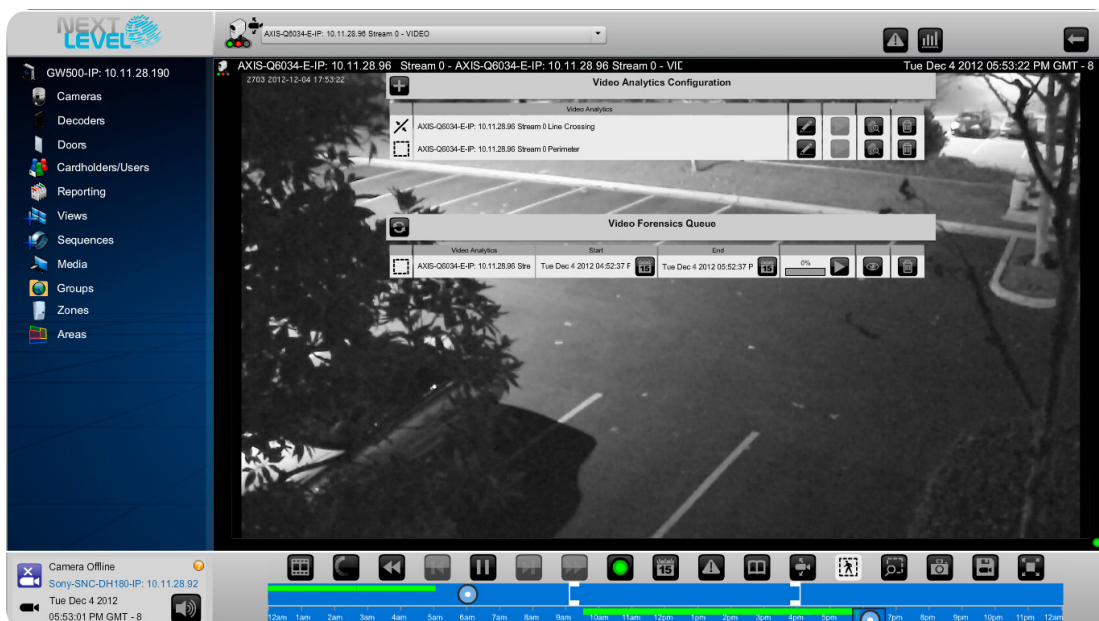 NEXT
LEVEL
AXIS-Q6034-E-IP: 10.11.28.96 Stream 0 - VIDEO
GW500-IP: 10.11.28.190
Cameras
Decoders
Doors
Cardholders/Users
Reporting
Views
Sequences
Media
Groups
Zones
Areas
AXIS-Q6034-E-IP: 10.11.28.96 Stream 0 - AXIS-Q6034-E-IP: 10.11.28.96 Stream 0 - VIE
Tue Dec 4 2012 05:53:22 PM GMT - 8
2703 2012-12-04 17:53:22
Video Analytics Configuration
Video Analytics
AXIS-Q6034-E-IP: 10.11.28.96 Stream 0 Line Crossing
AXIS-Q6034-E-IP: 10.11.28.96 Stream 0 Perimeter
Video Forensics Queue
Video Analytics Start End
AXIS-Q6034-E-IP: 10.11.28.96 Stre Tue Dec 4 2012 04:52:37 F 15 Tue Dec 4 2012 05:52:37 P 15 0%
Camera Offline
Sony-SNC-DH180-IP: 10.11.28.92
Tue Dec 4 2012
05:53:01 PM GMT - 8
15
12am 1am 2am 3am 4am 5am 6am 7am 8am 9am 10am 11am 12pm 1pm 2pm 3pm 4pm 5pm 7pm 8pm 9pm 10pm 11pm 12am